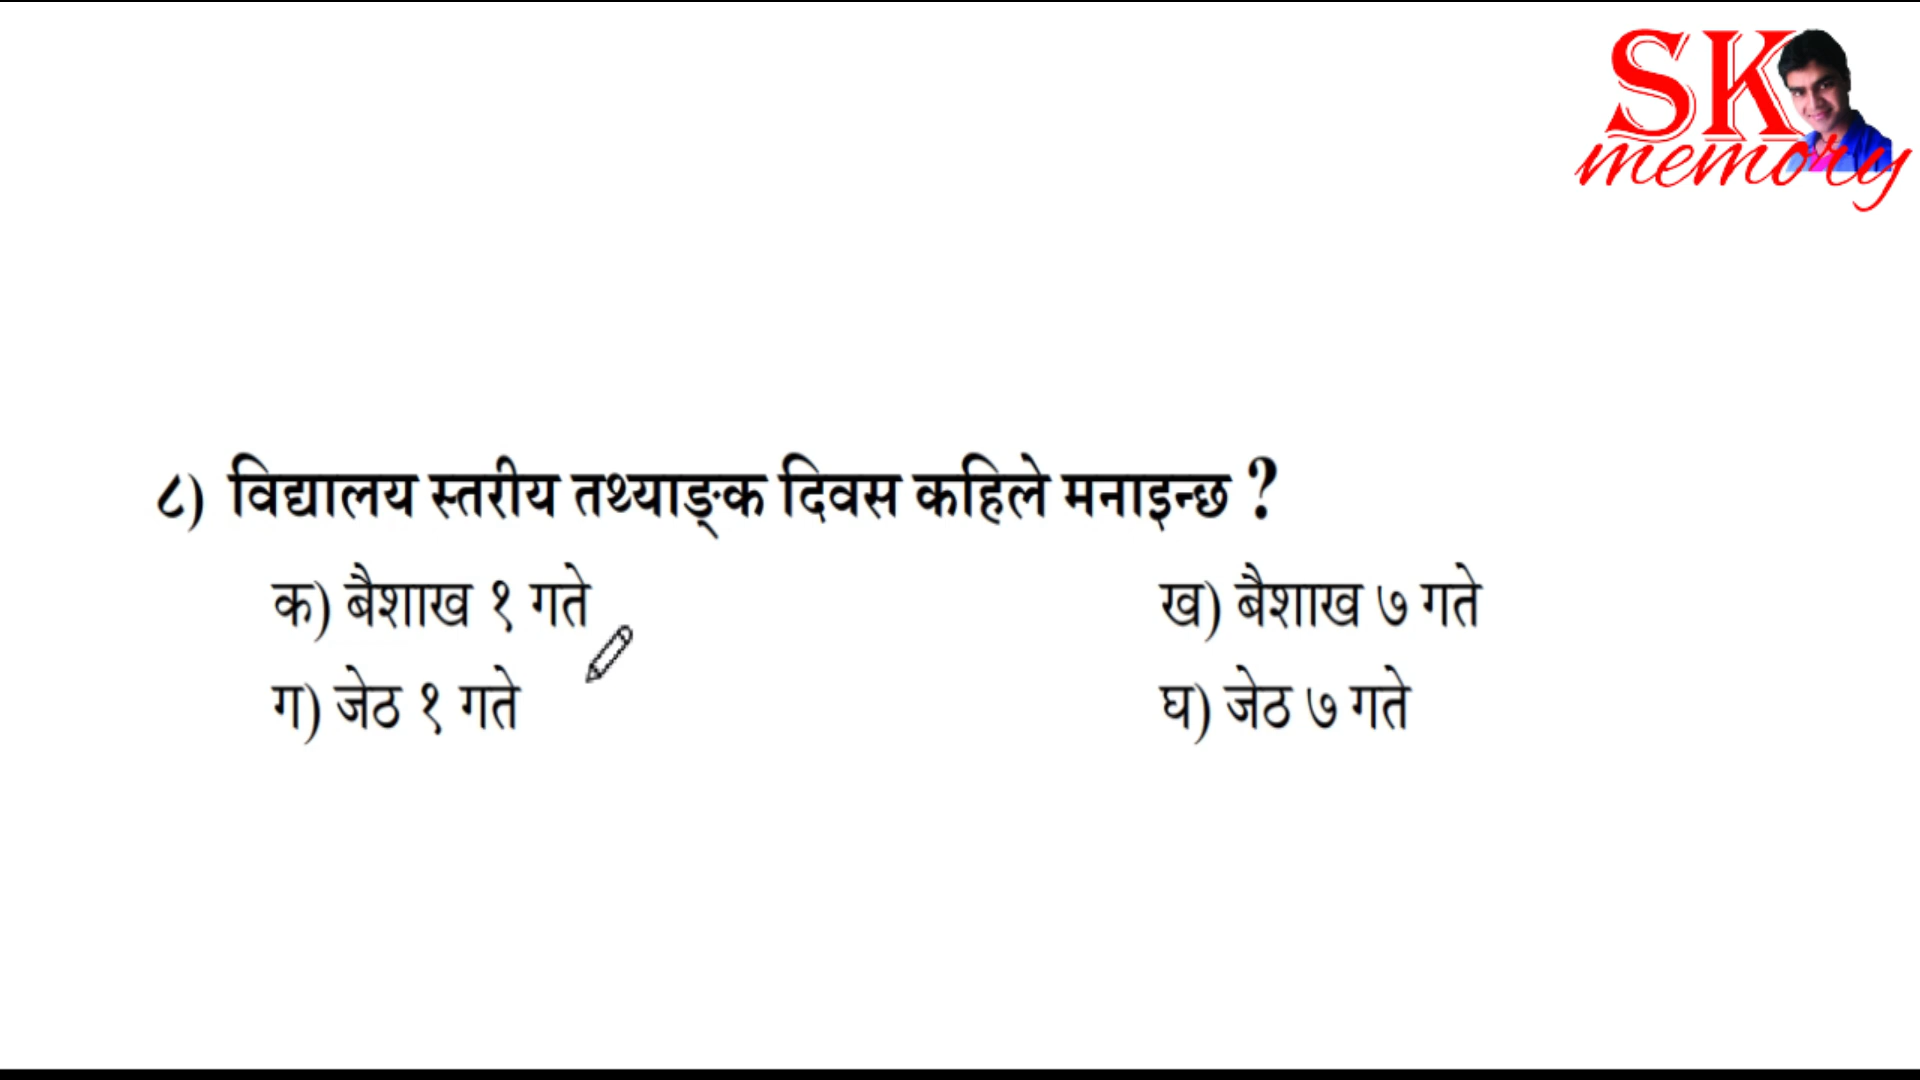 SK
memory
८) विद्यालय स्तरीय तथ्याङ्क दिवस कहिले मनाइन्छ ?
क) बैशाख १ गते ख) बैशाख ७ गते
ग) जेठ १ गते घ) जेठ ७ गते